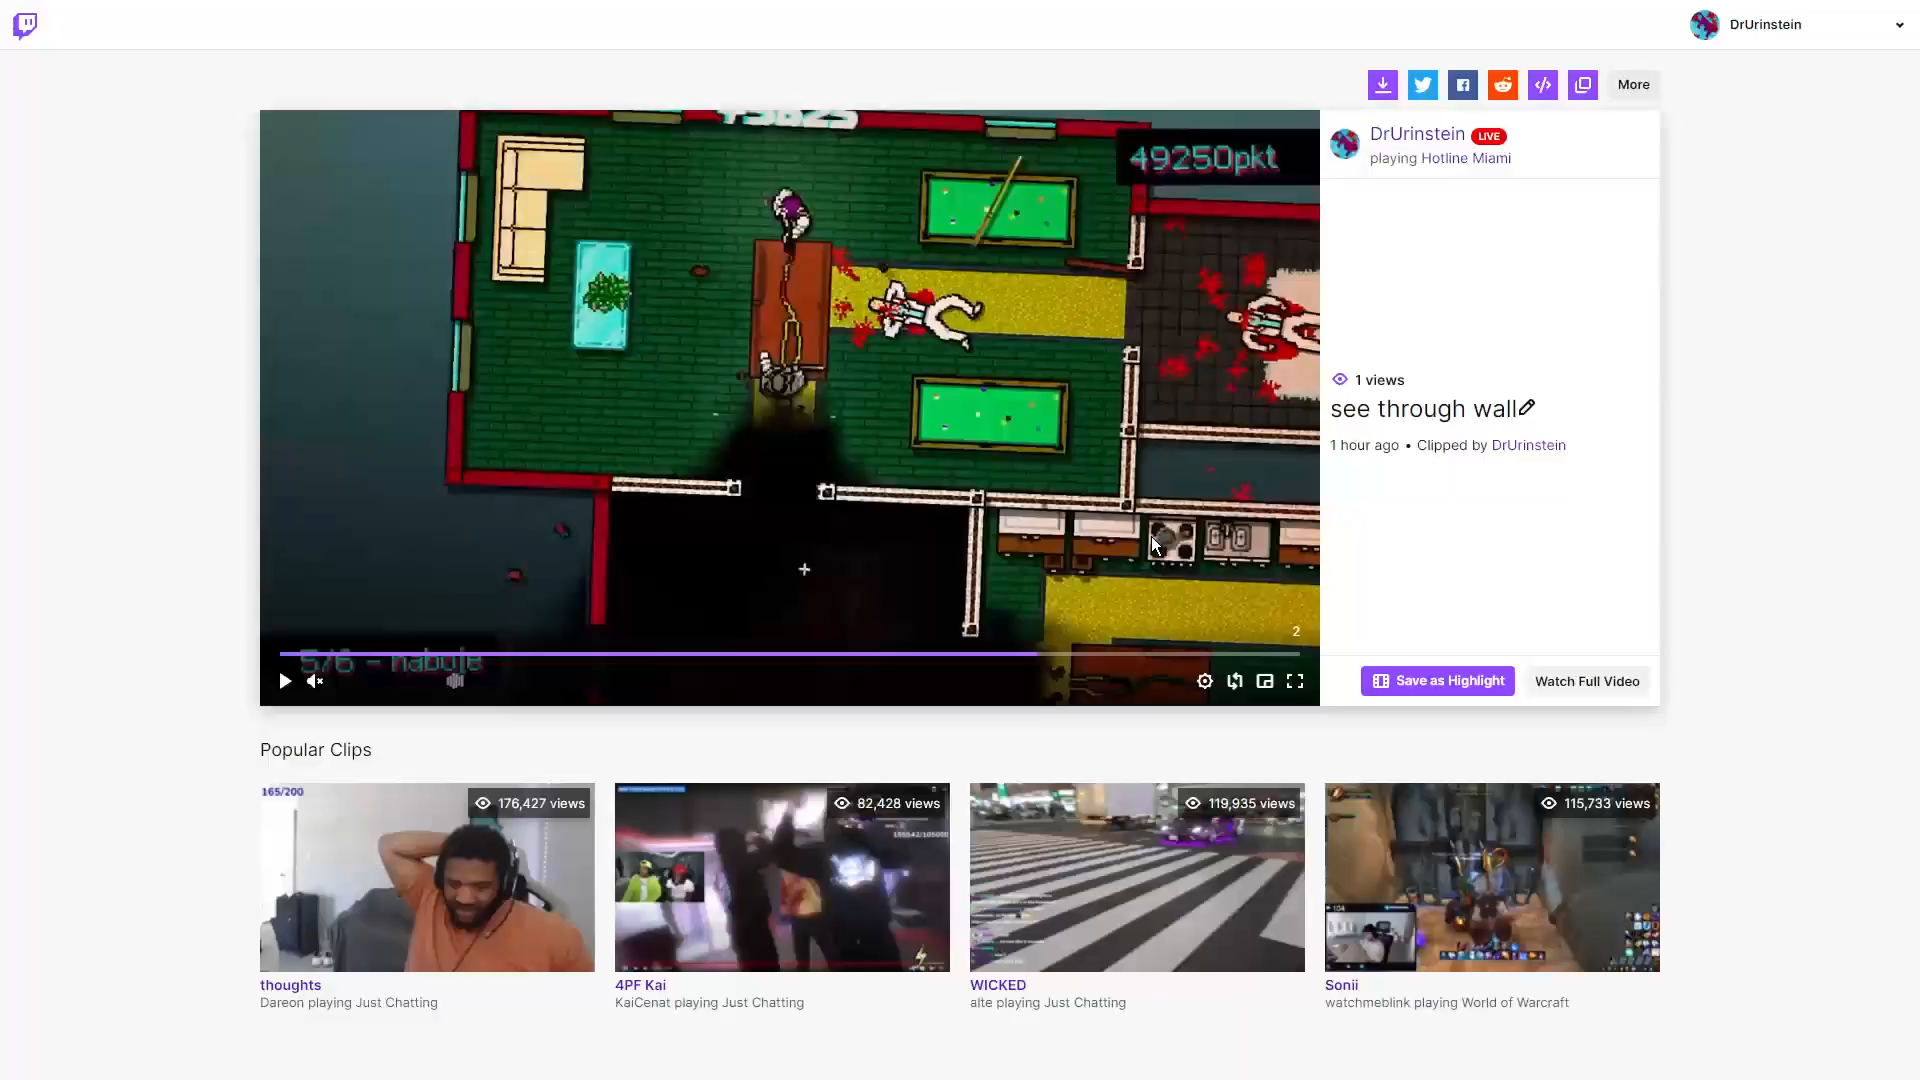 DrUrinstein
More
49250pkt
DrUrinstein LIVE
playing Hotline Miami
1 views
see through wall
1 hour ago • Clipped by DrUrinstein
2
5/6 - naboje
Save as Highlight
Watch Full Video
Popular Clips
165/200
176,427 views
82,428 views
119,935 views
115,733 views
thoughts
Dareon playing Just Chatting
4PF Kai
KaiCenat playing Just Chatting
WICKED
alte playing Just Chatting
Sonii
watchmeblink playing World of Warcraft